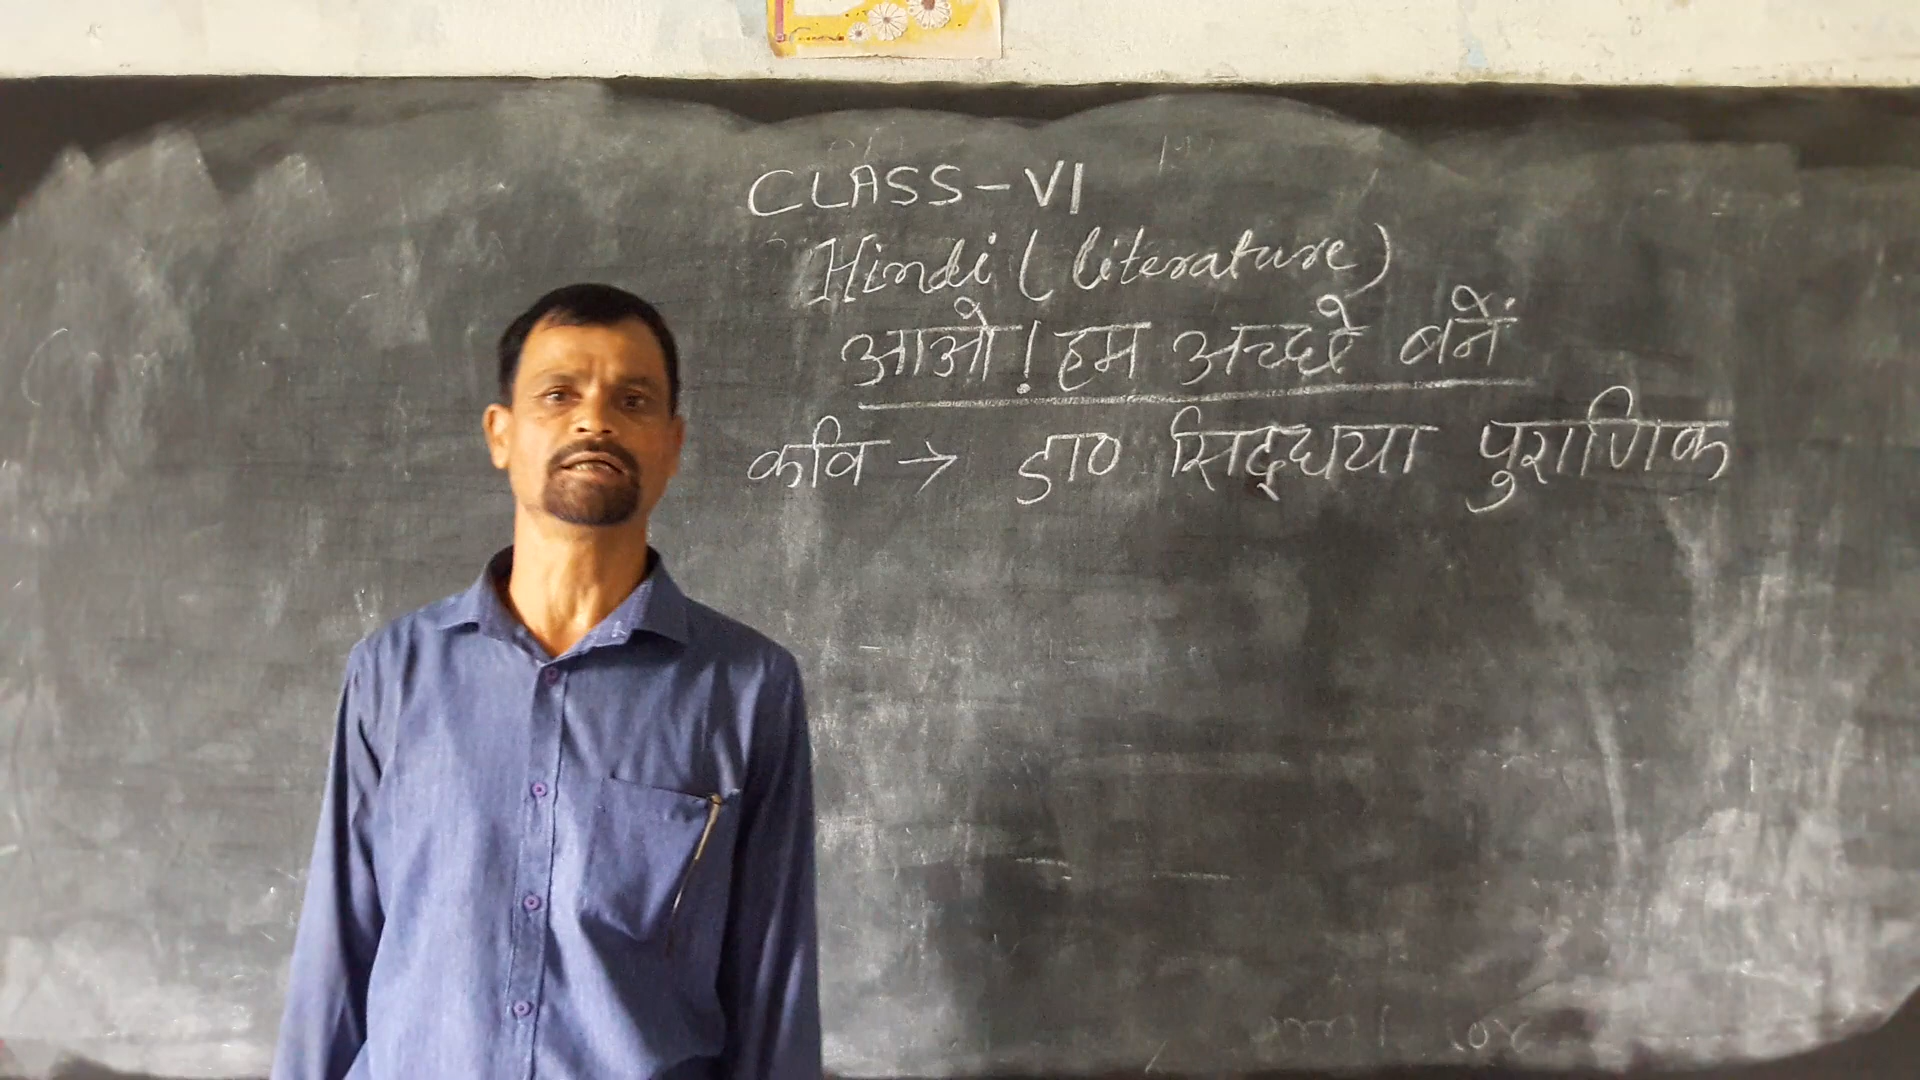 CLASS-VI
Hindi (literature)
आओ! हम अच्छे बनें
कवि → डा० सिद्धया पुराणिक